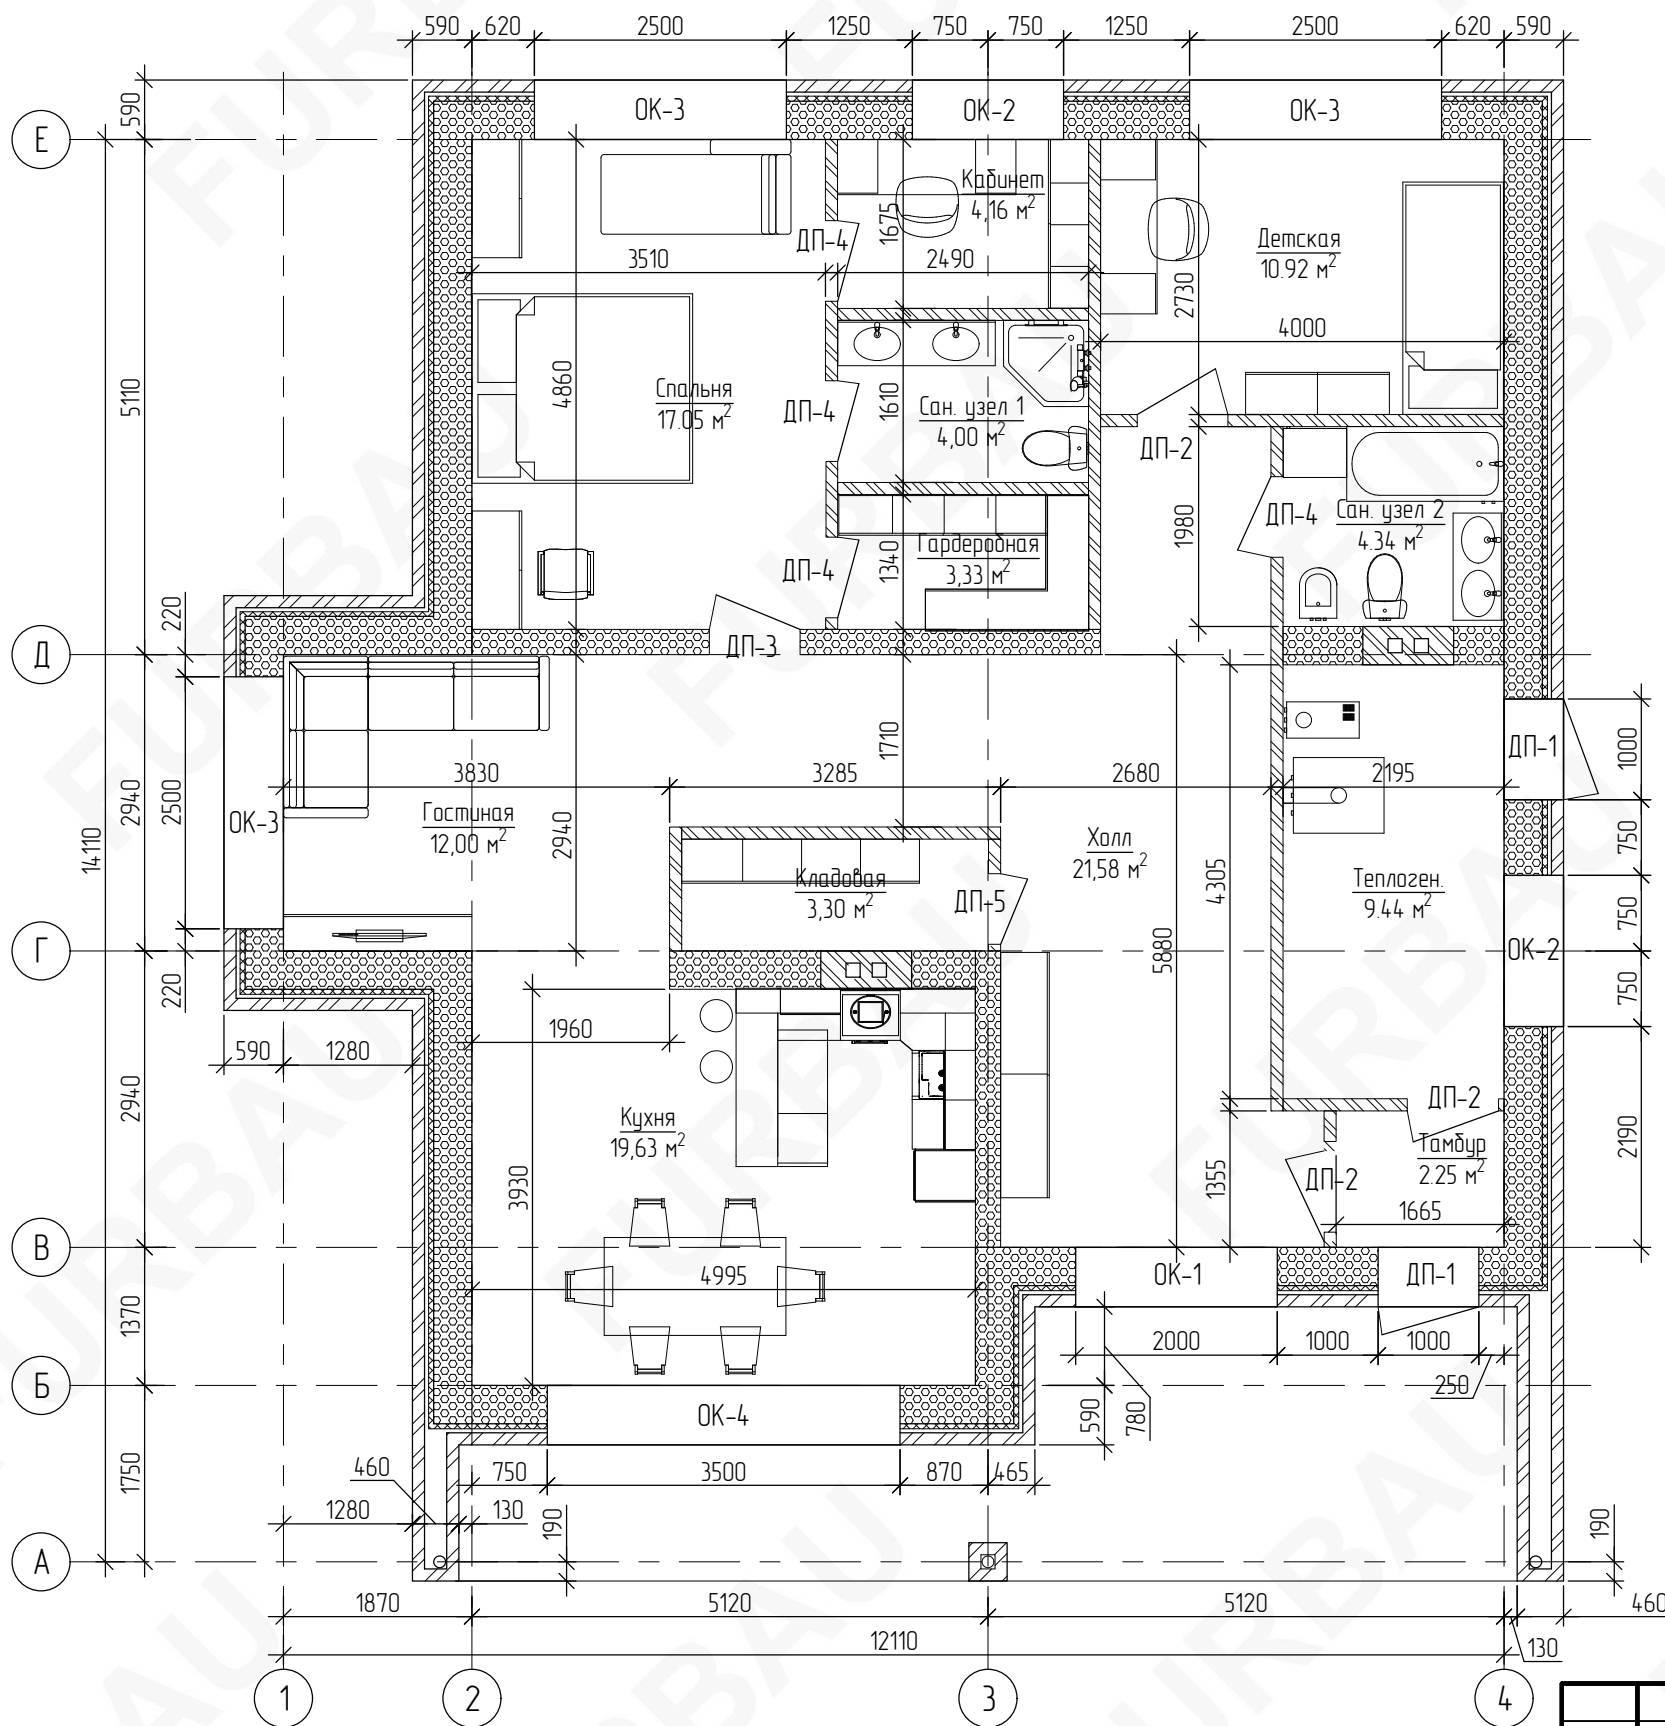 590 620 2500 1250 750 750 1250 2500 620 590
ОК-3 ОК-2 ОК-3
Е
590
Кабинет
4,16 м²
1675
ДП-4
3510 2490
Детская
10.92 м²
2730
4000
5110
4860
Спальня
17.05 м²
ДП-4
1610
Сан. узел 1
4,00 м²
ДП-2
1980
ДП-4
Сан. узел 2
4.34 м²
ДП-4
1340
Гардеробная
3,33 м²
220
Д
ДП-3
1710
ДП-1
1000
3830 3285 2680 2195
14110
2940
2500
ОК-3
Гостиная
12,00 м²
2940
Холл
21,58 м²
750
Кладовая
3,30 м²
ДП-5
4305
Теплоген.
9.44 м²
750
Г
5880
ОК-2
220
750
1960
590 1280
2940
Кухня
19,63 м²
3930
ДП-2
Тамбур
2.25 м²
2190
1355
ДП-2
1665
В
4995
ОК-1 ДП-1
1370
2000 1000 1000
250
Б
ОК-4
590
780
1750
460
750 3500 870 465
1280 130
190
190
А
1870 5120 5120 460
12110
130
1 2 3 4
FURBAU